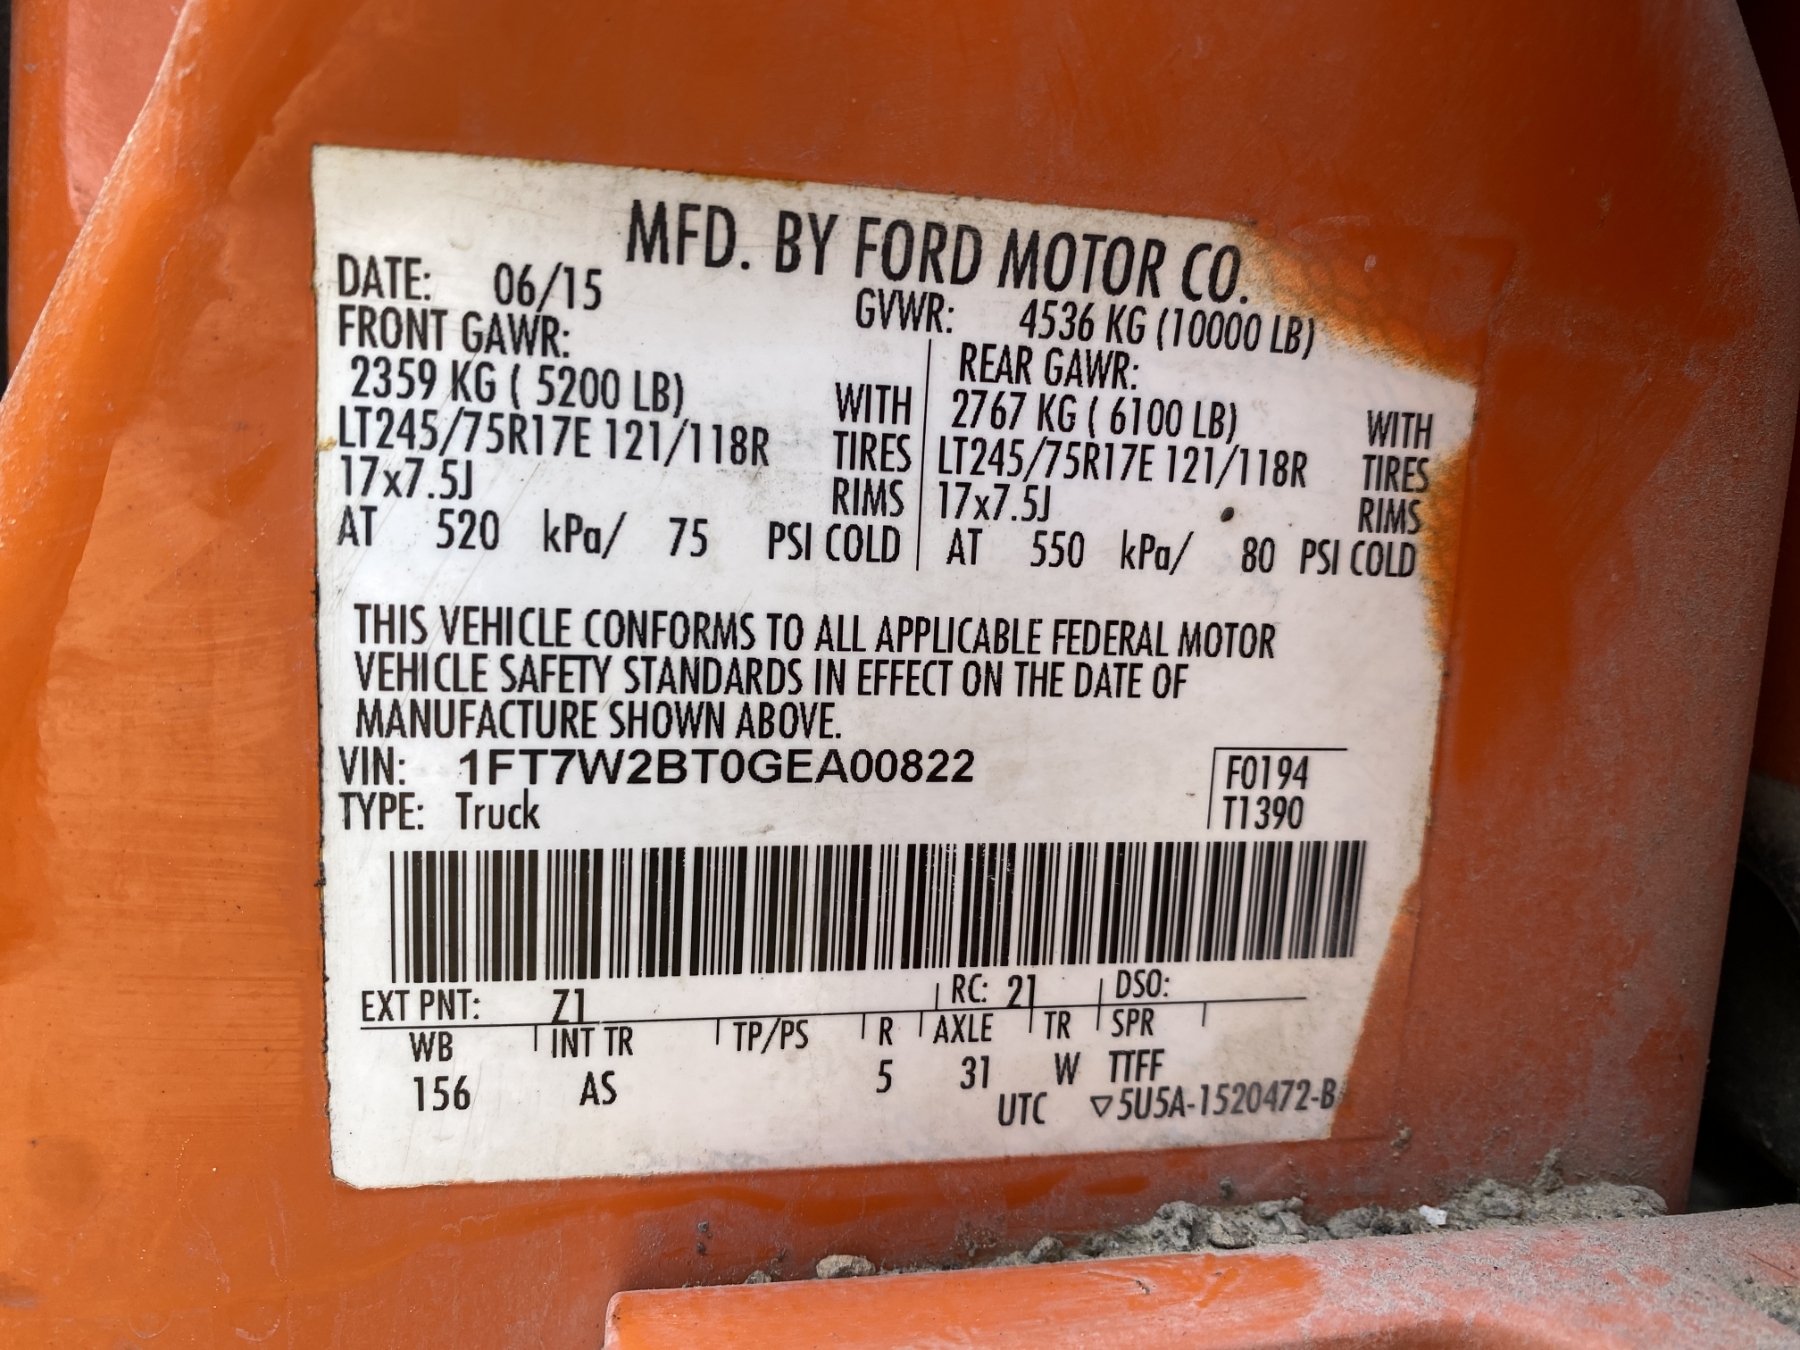 MFD. BY FORD MOTOR CO.
DATE: 06/15 GVWR: 4536 KG (10000 LB)
FRONT GAWR: REAR GAWR:
2359 KG ( 5200 LB) WITH 2767 KG ( 6100 LB) WITH
LT245/75R17E 121/118R TIRES LT245/75R17E 121/118R TIRES
17x7.5J RIMS 17x7.5J RIMS
AT 520 kPa/ 75 PSI COLD AT 550 kPa/ 80 PSI COLD
THIS VEHICLE CONFORMS TO ALL APPLICABLE FEDERAL MOTOR
VEHICLE SAFETY STANDARDS IN EFFECT ON THE DATE OF
MANUFACTURE SHOWN ABOVE.
VIN: 1FT7W2BT0GEA00822 F0194
TYPE: Truck T1390
EXT PNT: Z1 RC: 21 DSO:
WB INT TR TP/PS R AXLE TR SPR
156 AS 5 31 W TTFF
UTC ▽5U5A-1520472-B